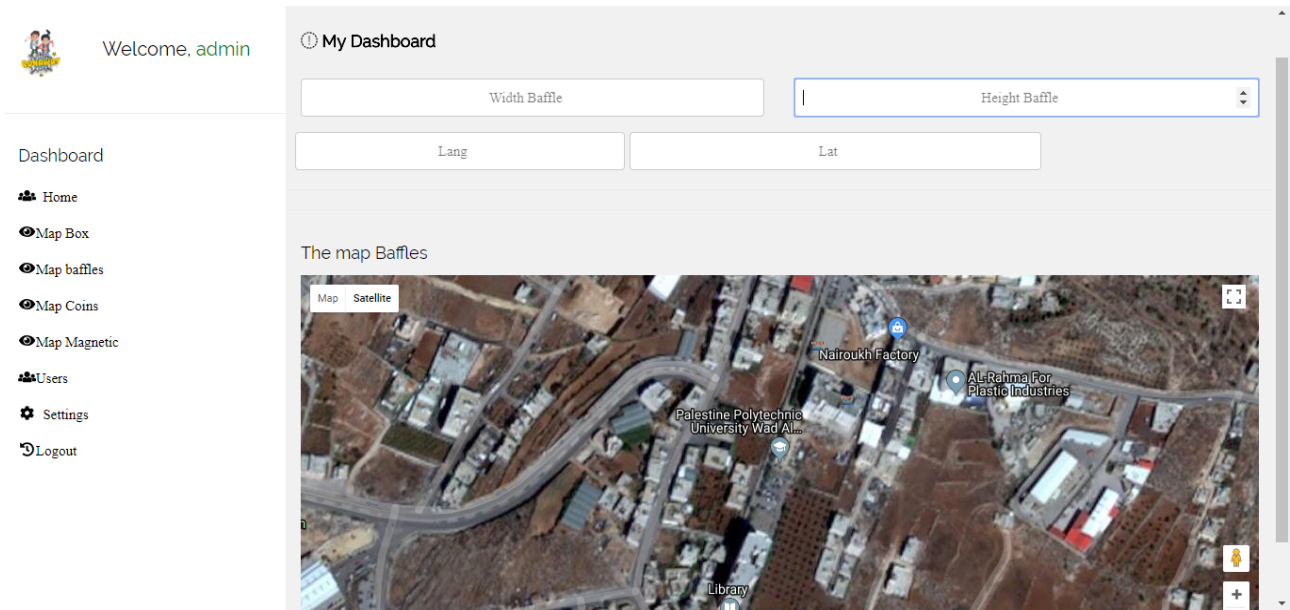 Welcome, admin
Dashboard
Home
Map Box
Map baffles
Map Coins
Map Magnetic
Users
Settings
Logout
My Dashboard
Width Baffle
Height Baffle
Lang
Lat
The map Baffles
Map
Satellite
Nairoukh Factory
AL-Rahma For
Plastic Industries
Palestine Polytechnic
University Wad Al...
Library